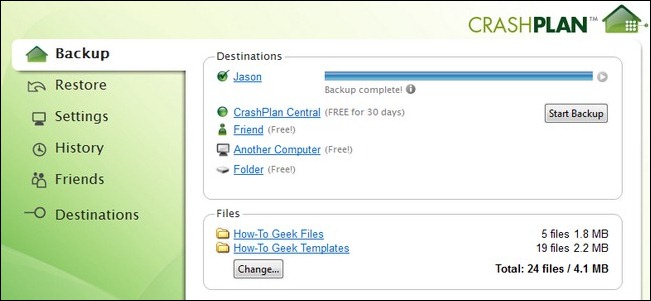 CRASHPLAN™
Backup
Restore
Settings
History
Friends
Destinations
Destinations
Jason
Backup complete!
CrashPlan Central (FREE for 30 days)
Start Backup
Friend (Free!)
Another Computer (Free!)
Folder (Free!)
Files
How-To Geek Files 5 files 1.8 MB
How-To Geek Templates 19 files 2.2 MB
Change... Total: 24 files / 4.1 MB